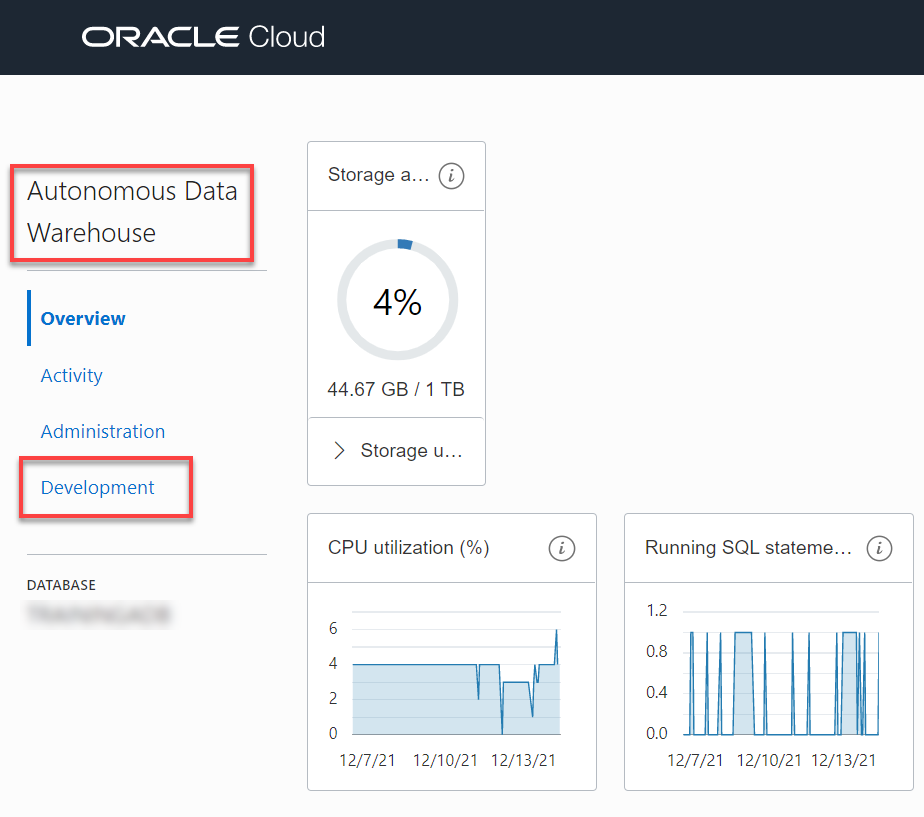 ORACLE Cloud
Autonomous Data
Warehouse
Overview
Activity
Administration
Development
DATABASE
Storage a...
4%
44.67 GB / 1 TB
Storage u...
CPU utilization (%)
6
4
2
0
12/7/21 12/10/21 12/13/21
Running SQL stateme...
1.2
0.8
0.4
0.0
12/7/21 12/10/21 12/13/21